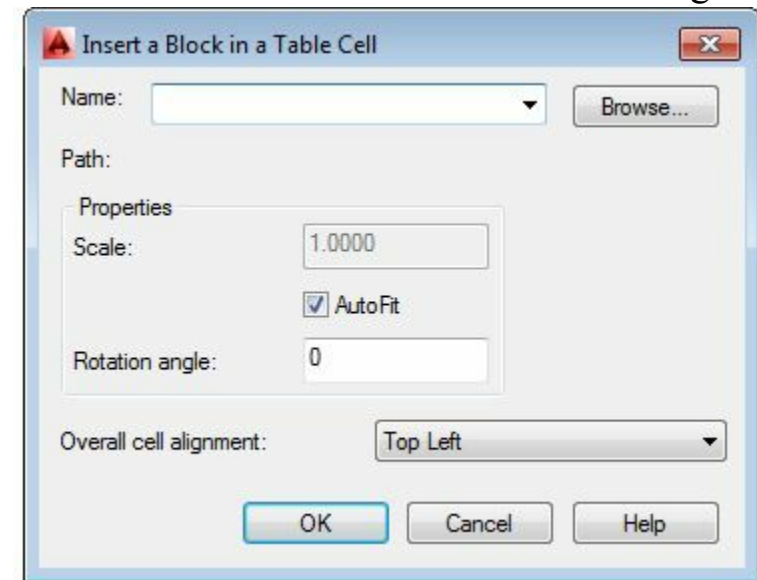 Insert a Block in a Table Cell
Name: Browse...
Path:
Properties
Scale: 1.0000
AutoFit
Rotation angle: 0
Overall cell alignment: Top Left
OK Cancel Help